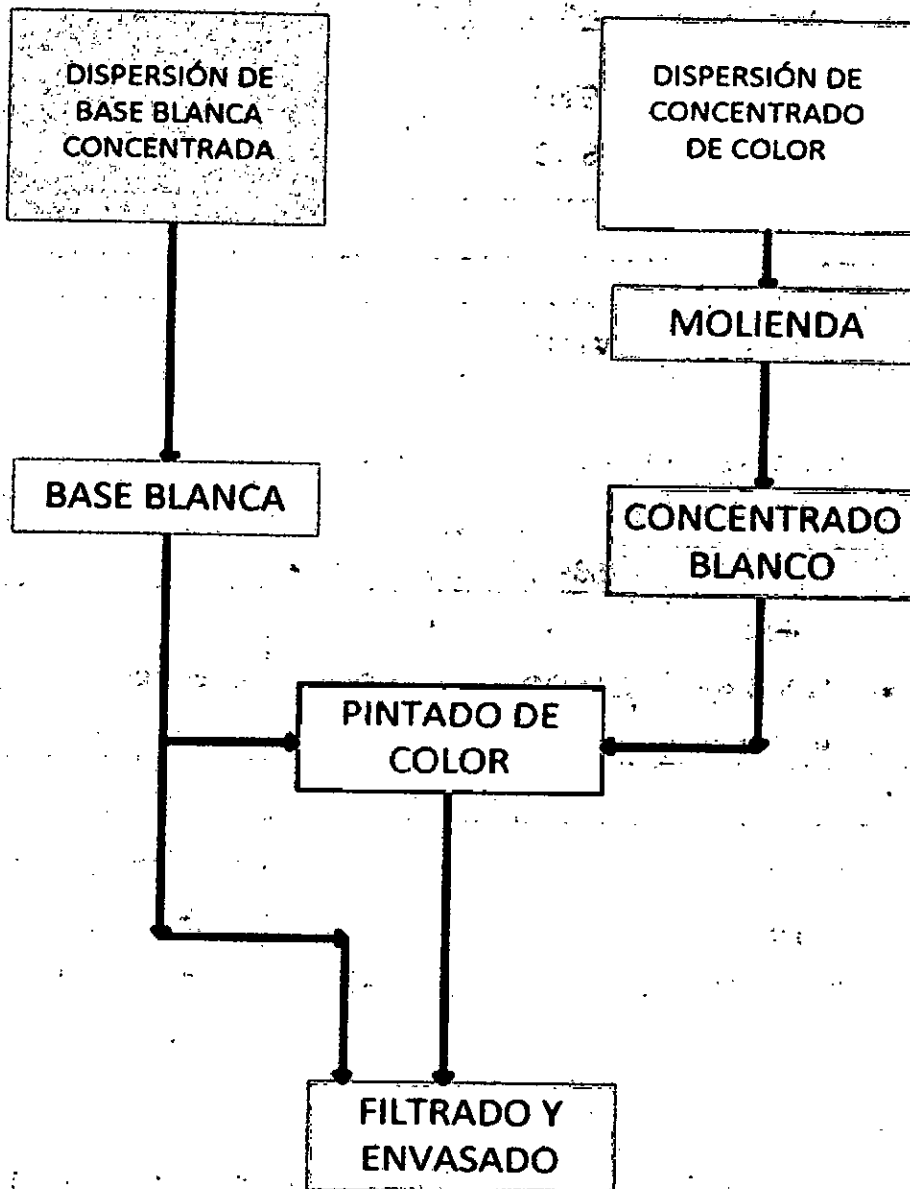 DISPERSIÓN DE
BASE BLANCA
CONCENTRADA
DISPERSIÓN DE
CONCENTRADO
DE COLOR
MOLIENDA
BASE BLANCA
CONCENTRADO
BLANCO
PINTADO DE
COLOR
FILTRADO Y
ENVASADO